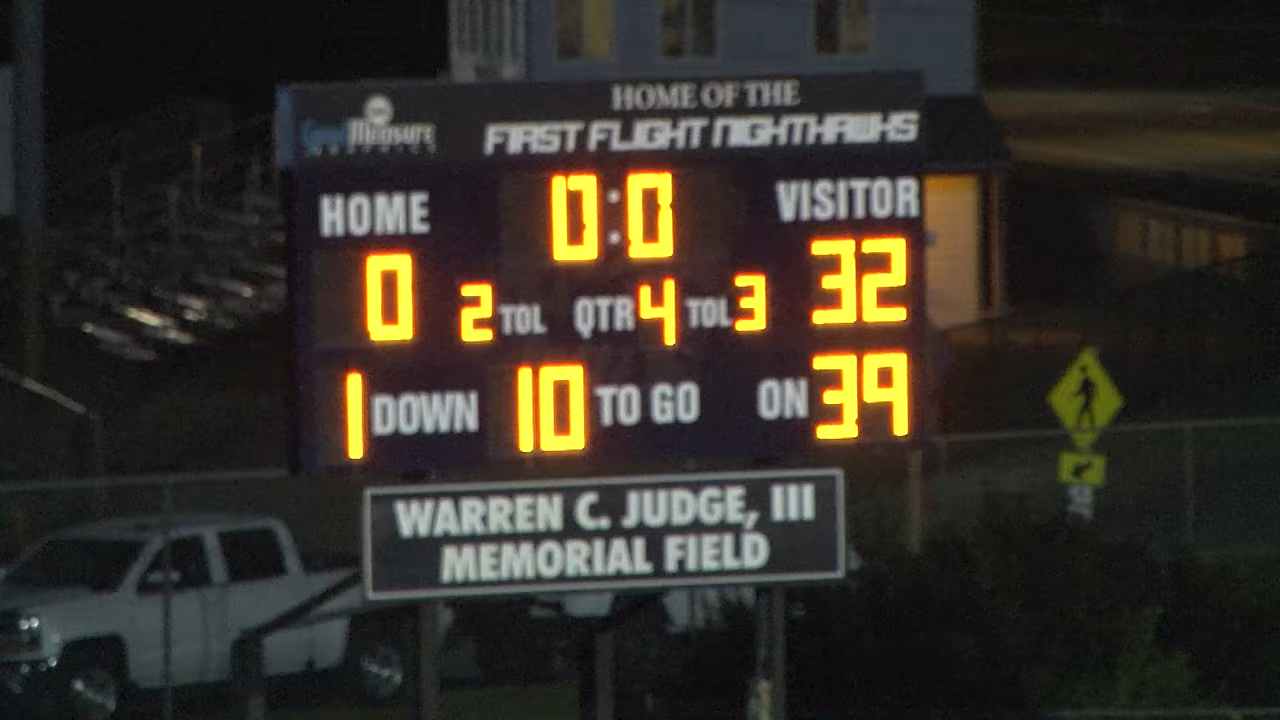 HOME OF THE
Measure
FIRST FLIGHT NIGHTHAWKS
HOME 0:0 VISITOR
0 2 TOL QTR 4 TOL 3 32
1 DOWN 10 TO GO ON 39
WARREN C. JUDGE, III
MEMORIAL FIELD